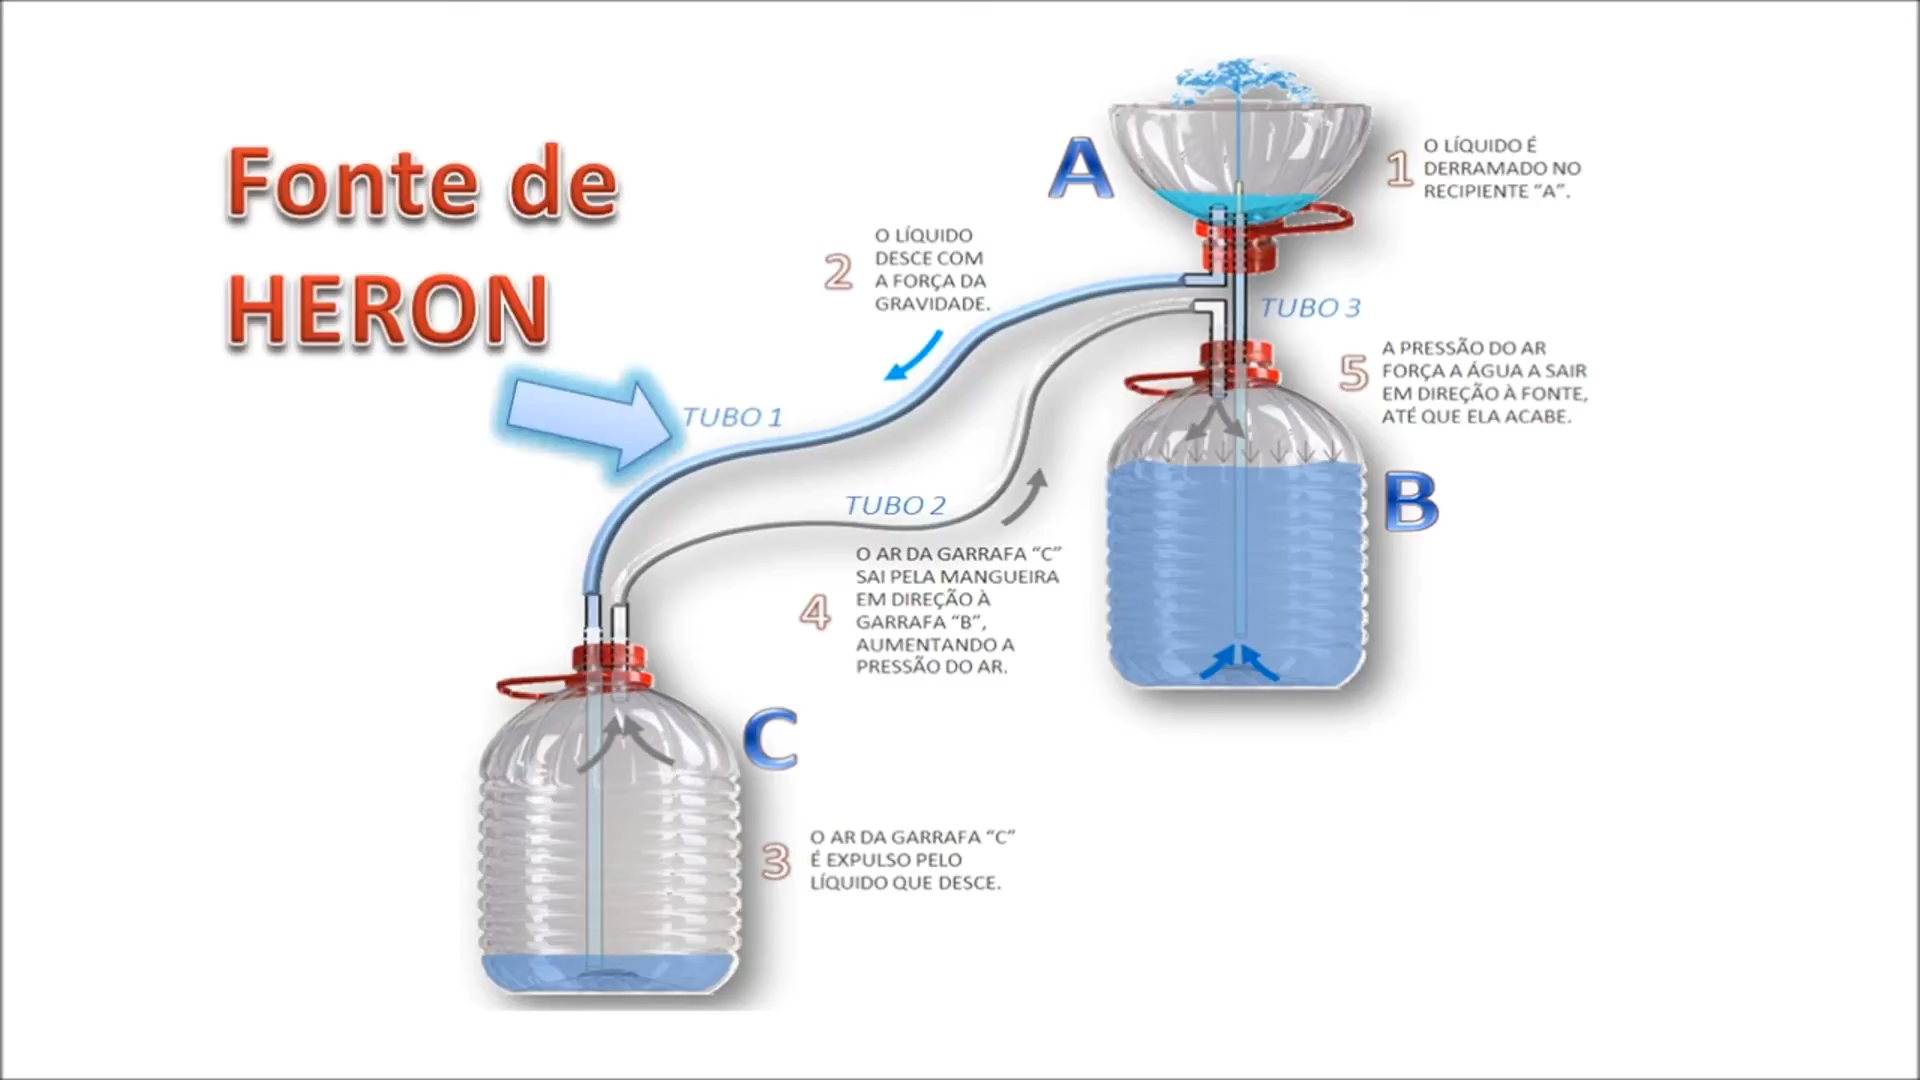 Fonte de
HERON
A
1
O LÍQUIDO É
DERRAMADO NO
RECIPIENTE “A”.
2
O LÍQUIDO
DESCE COM
A FORÇA DA
GRAVIDADE.
TUBO 3
5
A PRESSÃO DO AR
FORÇA A ÁGUA A SAIR
EM DIREÇÃO À FONTE,
ATÉ QUE ELA ACABE.
TUBO 1
B
TUBO 2
4
O AR DA GARRAFA “C”
SAI PELA MANGUEIRA
EM DIREÇÃO À
GARRAFA “B”,
AUMENTANDO A
PRESSÃO DO AR.
C
3
O AR DA GARRAFA “C”
É EXPULSO PELO
LÍQUIDO QUE DESCE.